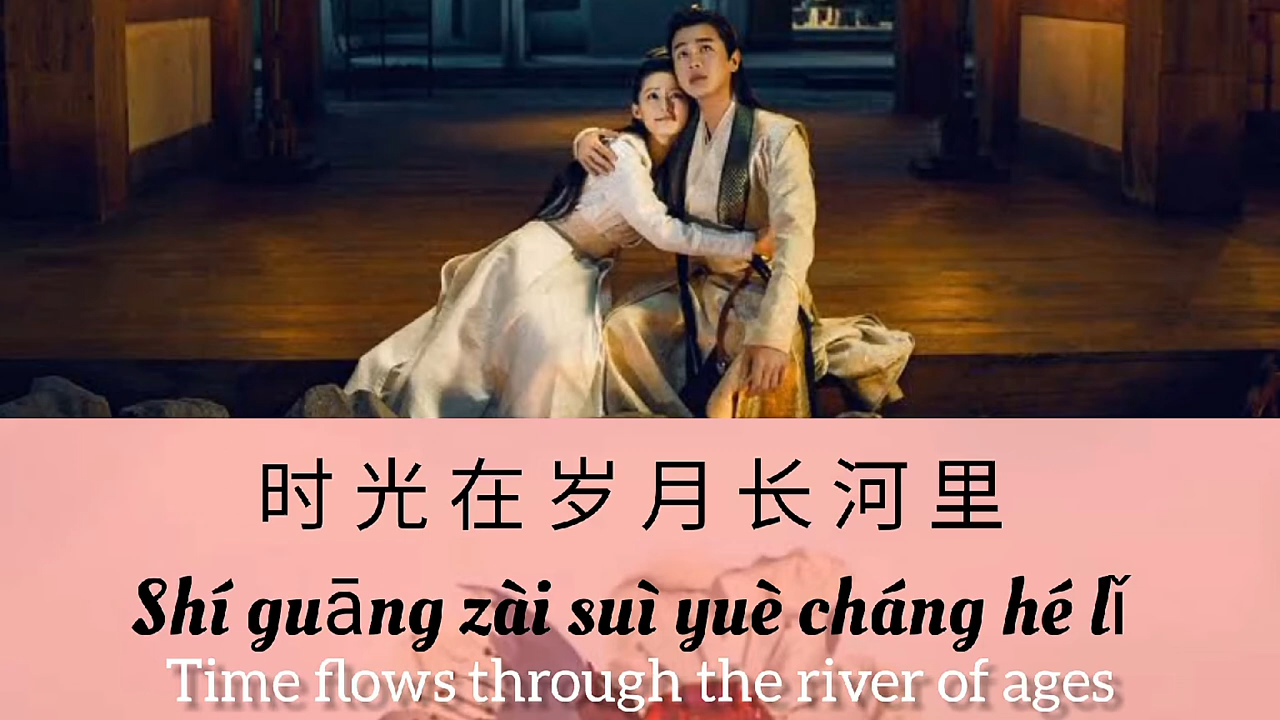 时光在岁月长河里
Shí guāng zài suì yuè cháng hé lǐ
Time flows through the river of ages